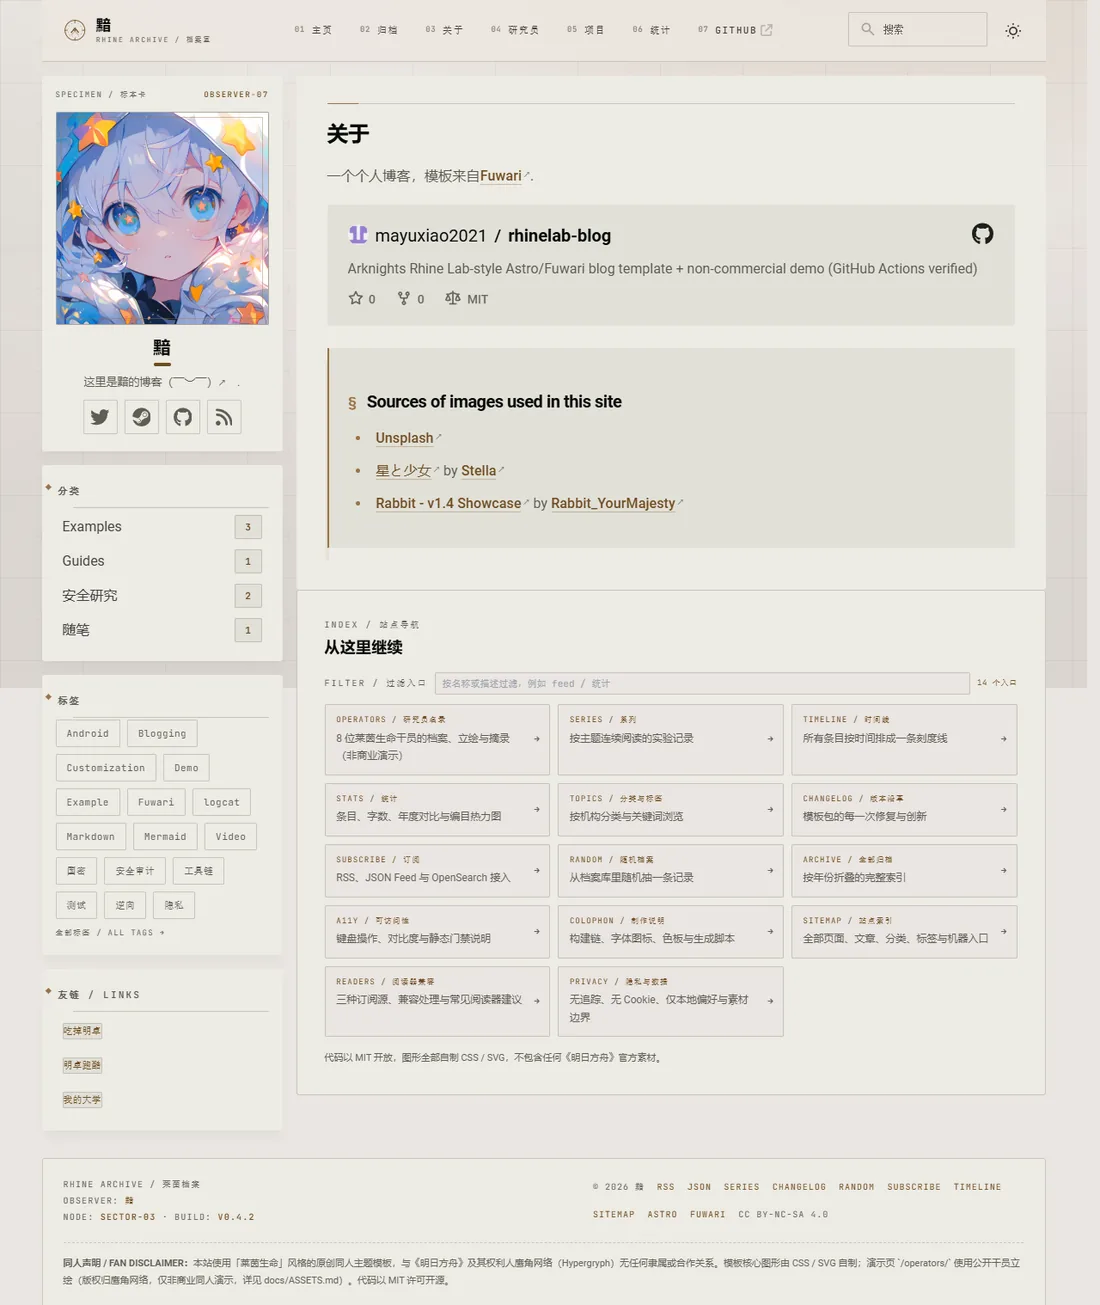 黯
RHINE ARCHIVE / 档案室
01 主页
02 归档
03 关于
04 研究员
05 项目
06 统计
07 GITHUB
搜索
SPECIMEN / 标本卡
OBSERVER-07
黯
这里是黯的博客（￣︶￣）↗ .
分类
Examples 3
Guides 1
安全研究 2
随笔 1
标签
Android
Blogging
Customization
Demo
Example
Fuwari
logcat
Markdown
Mermaid
Video
国密
安全审计
工具链
测试
逆向
隐私
全部标签 / ALL TAGS →
友链 / LINKS
吃掉明卓
明卓跑酷
我的大学
关于
一个个人博客，模板来自Fuwari↗.
mayuxiao2021 / rhinelab-blog
Arknights Rhine Lab-style Astro/Fuwari blog template + non-commercial demo (GitHub Actions verified)
0 0 MIT
§ Sources of images used in this site
Unsplash↗
星と少女↗ by Stella↗
Rabbit - v1.4 Showcase↗ by Rabbit_YourMajesty↗
INDEX / 站点导航
从这里继续
FILTER / 过滤入口
按名称或描述过滤，例如 feed / 统计
14 个入口
OPERATORS / 研究员名录
8 位莱茵生命干员的档案、立绘与摘录
（非商业演示）
→
SERIES / 系列
按主题连续阅读的实验记录
→
TIMELINE / 时间线
所有条目按时间排成一条刻度线
→
STATS / 统计
条目、字数、年度对比与编目热力图
→
TOPICS / 分类与标签
按机构分类与关键词浏览
→
CHANGELOG / 版本沿革
模板包的每一次修复与创新
→
SUBSCRIBE / 订阅
RSS、JSON Feed 与 OpenSearch 接入
→
RANDOM / 随机档案
从档案库里随机抽一条记录
→
ARCHIVE / 全部归档
按年份折叠的完整索引
→
A11Y / 可访问性
键盘操作、对比度与静态门禁说明
→
COLOPHON / 制作说明
构建链、字体图标、色板与生成脚本
→
SITEMAP / 站点索引
全部页面、文章、分类、标签与机器入口
→
READERS / 阅读器兼容
三种订阅源、兼容处理与常见阅读器建议
→
PRIVACY / 隐私与数据
无追踪、无 Cookie、仅本地偏好与素材
边界
→
代码以 MIT 开放，图形全部自制 CSS / SVG，不包含任何《明日方舟》官方素材。
RHINE ARCHIVE / 莱茵档案
OBSERVER: 黯
NODE: SECTOR-03 · BUILD: V0.4.2
© 2026 黯 RSS JSON SERIES CHANGELOG RANDOM SUBSCRIBE TIMELINE
SITEMAP ASTRO FUWARI CC BY-NC-SA 4.0
同人声明 / FAN DISCLAIMER：本站使用「莱茵生命」风格的原创同人主题模板，与《明日方舟》及其权利人鹰角网络（Hypergryph）无任何隶属或合作关系。模板核心图形由 CSS / SVG 自制；演示页 `/operators/` 使用公开干员立
绘（版权归鹰角网络，仅非商业同人演示，详见 docs/ASSETS.md）。代码以 MIT 许可开源。